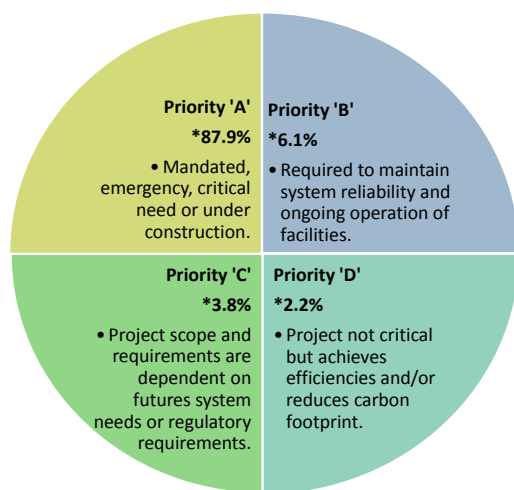 Priority 'A'
*87.9%
• Mandated,
emergency, critical
need or under
construction.
Priority 'B'
*6.1%
• Required to maintain
system reliability and
ongoing operation of
facilities.
Priority 'C'
*3.8%
• Project scope and
requirements are
dependent on
futures system
needs or regulatory
requirements.
Priority 'D'
*2.2%
• Project not critical
but achieves
efficiencies and/or
reduces carbon
footprint.